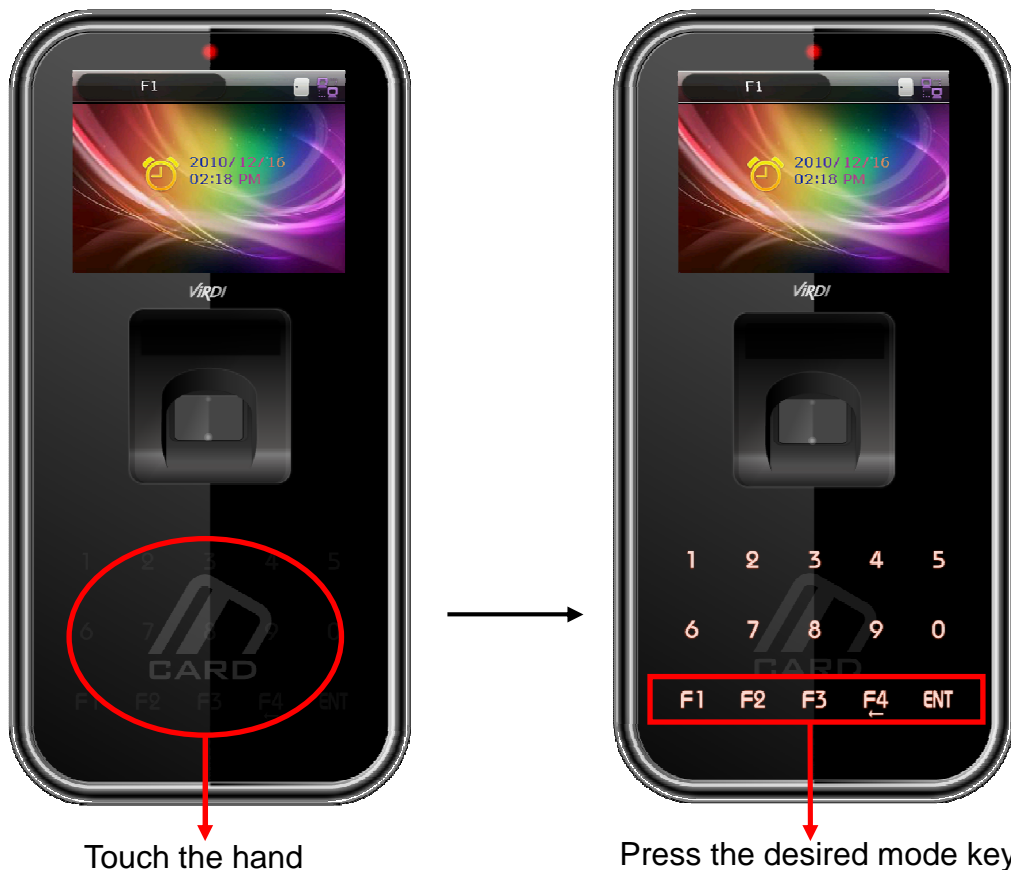 F1
2010/12/16
02:18 PM
ViRDI
1 2 3 4 5
6 7 8 9 0
CARD
F1 F2 F3 F4 ENT
Touch the hand
F1
2010/12/16
02:18 PM
ViRDI
1 2 3 4 5
6 7 8 9 0
CARD
F1 F2 F3 F4 ENT
←
Press the desired mode key